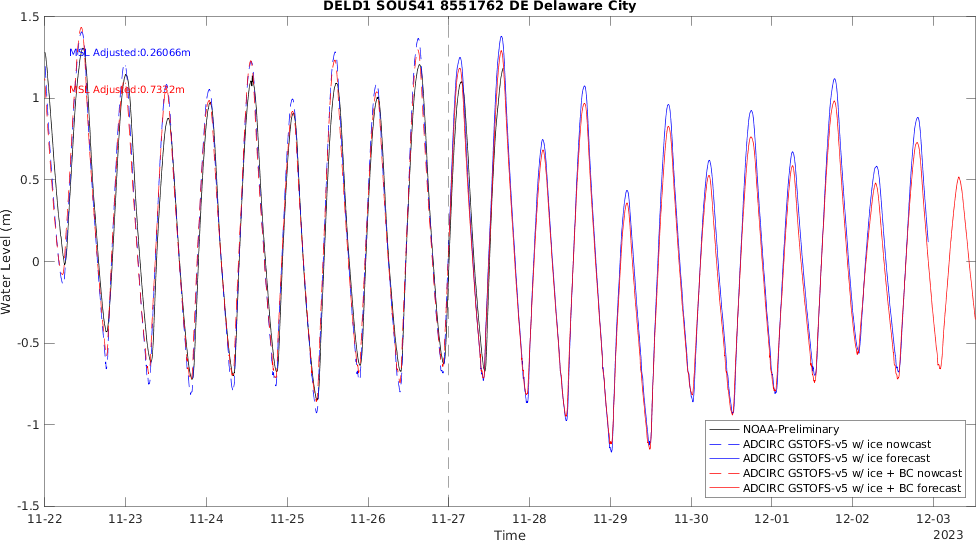 DELD1 SOUS41 8551762 DE Delaware City
1.5
MSL Adjusted:0.26066m
1
MSL Adjusted:0.7322m
0.5
Water Level (m)
0
-0.5
-1
-1.5
NOAA-Preliminary
ADCIRC GSTOFS-v5 w/ ice nowcast
ADCIRC GSTOFS-v5 w/ ice forecast
ADCIRC GSTOFS-v5 w/ice + BC nowcast
ADCIRC GSTOFS-v5 w/ice + BC forecast
11-22 11-23 11-24 11-25 11-26 11-27 11-28 11-29 11-30 12-01 12-02 12-03
Time
2023